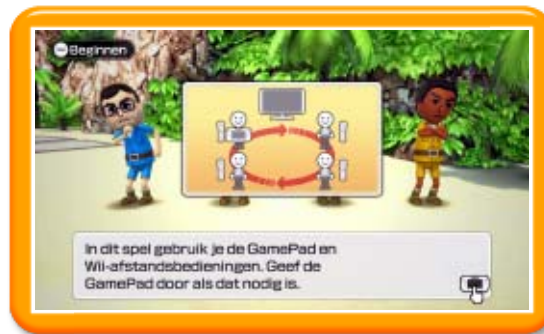 Beginnen
In dit spel gebruik je de GamePad en
Wii-afstandsbedieningen. Geef de
GamePad door als dat nodig is.